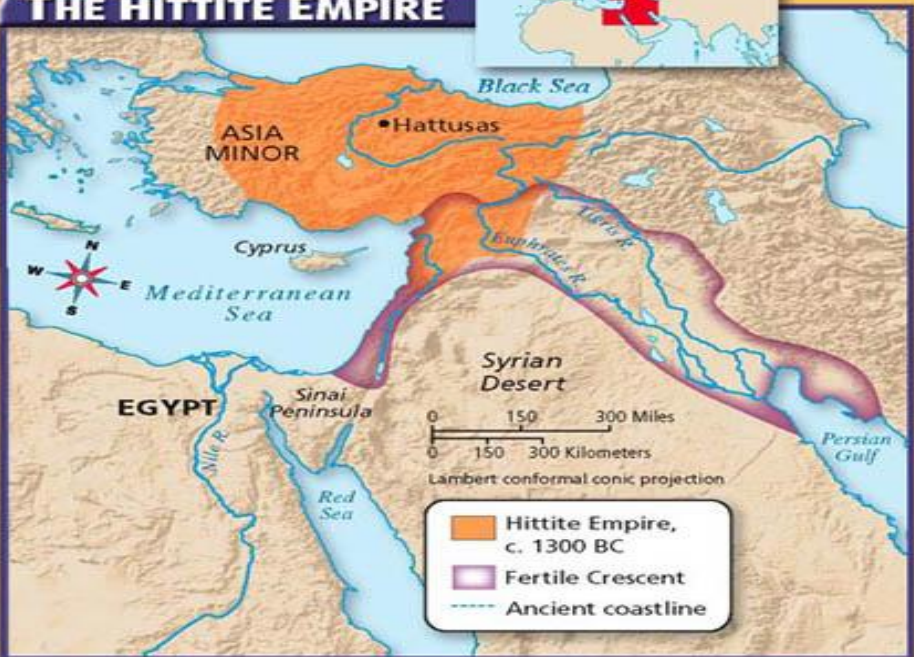 THE HITTITE EMPIRE
Black Sea
Hattusas
ASIA
MINOR
Tigris R.
Euphrates R.
Cyprus
N
W
E
S
Mediterranean
Sea
Syrian
Desert
Sinai
Peninsula
EGYPT
Nile R.
0 150 300 Miles
0 150 300 Kilometers
Lambert conformal conic projection
Persian
Gulf
Red
Sea
Hittite Empire,
c. 1300 BC
Fertile Crescent
Ancient coastline